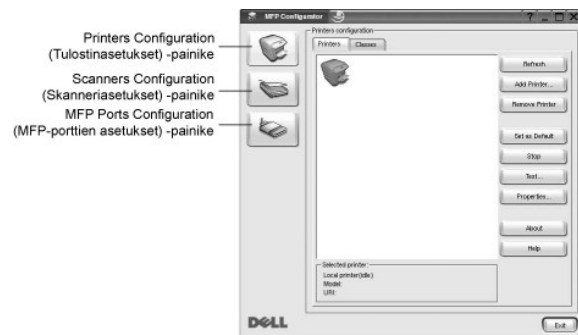 Printers Configuration
(Tulostinasetukset) -painike
Scanners Configuration
(Skanneriasetukset) -painike
MFP Ports Configuration
(MFP-porttien asetukset) -painike
MFP Configurator
Printers configuration
Printers
Classes
Refresh
Add Printer...
Remove Printer
Set as Default
Stop
Test...
Properties...
About
Help
Selected printer:
Local printer(idle)
Model:
URI:
DELL
Exit